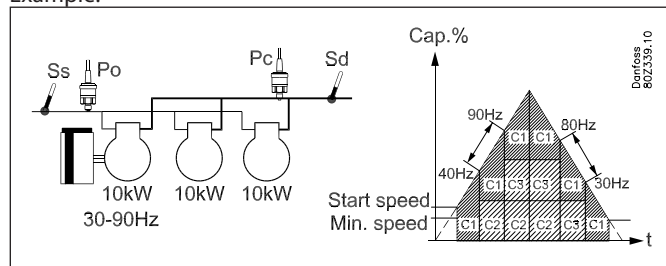 Example:
Ss
Po
Pc
Sd
10kW
10kW
10kW
30-90Hz
Cap.%
Danfoss
80Z339.10
90Hz
80Hz
C1 C1
40Hz
30Hz
C1 C3 C3 C1
Start speed
Min. speed
C1 C2 C2 C2 C3 C1
t